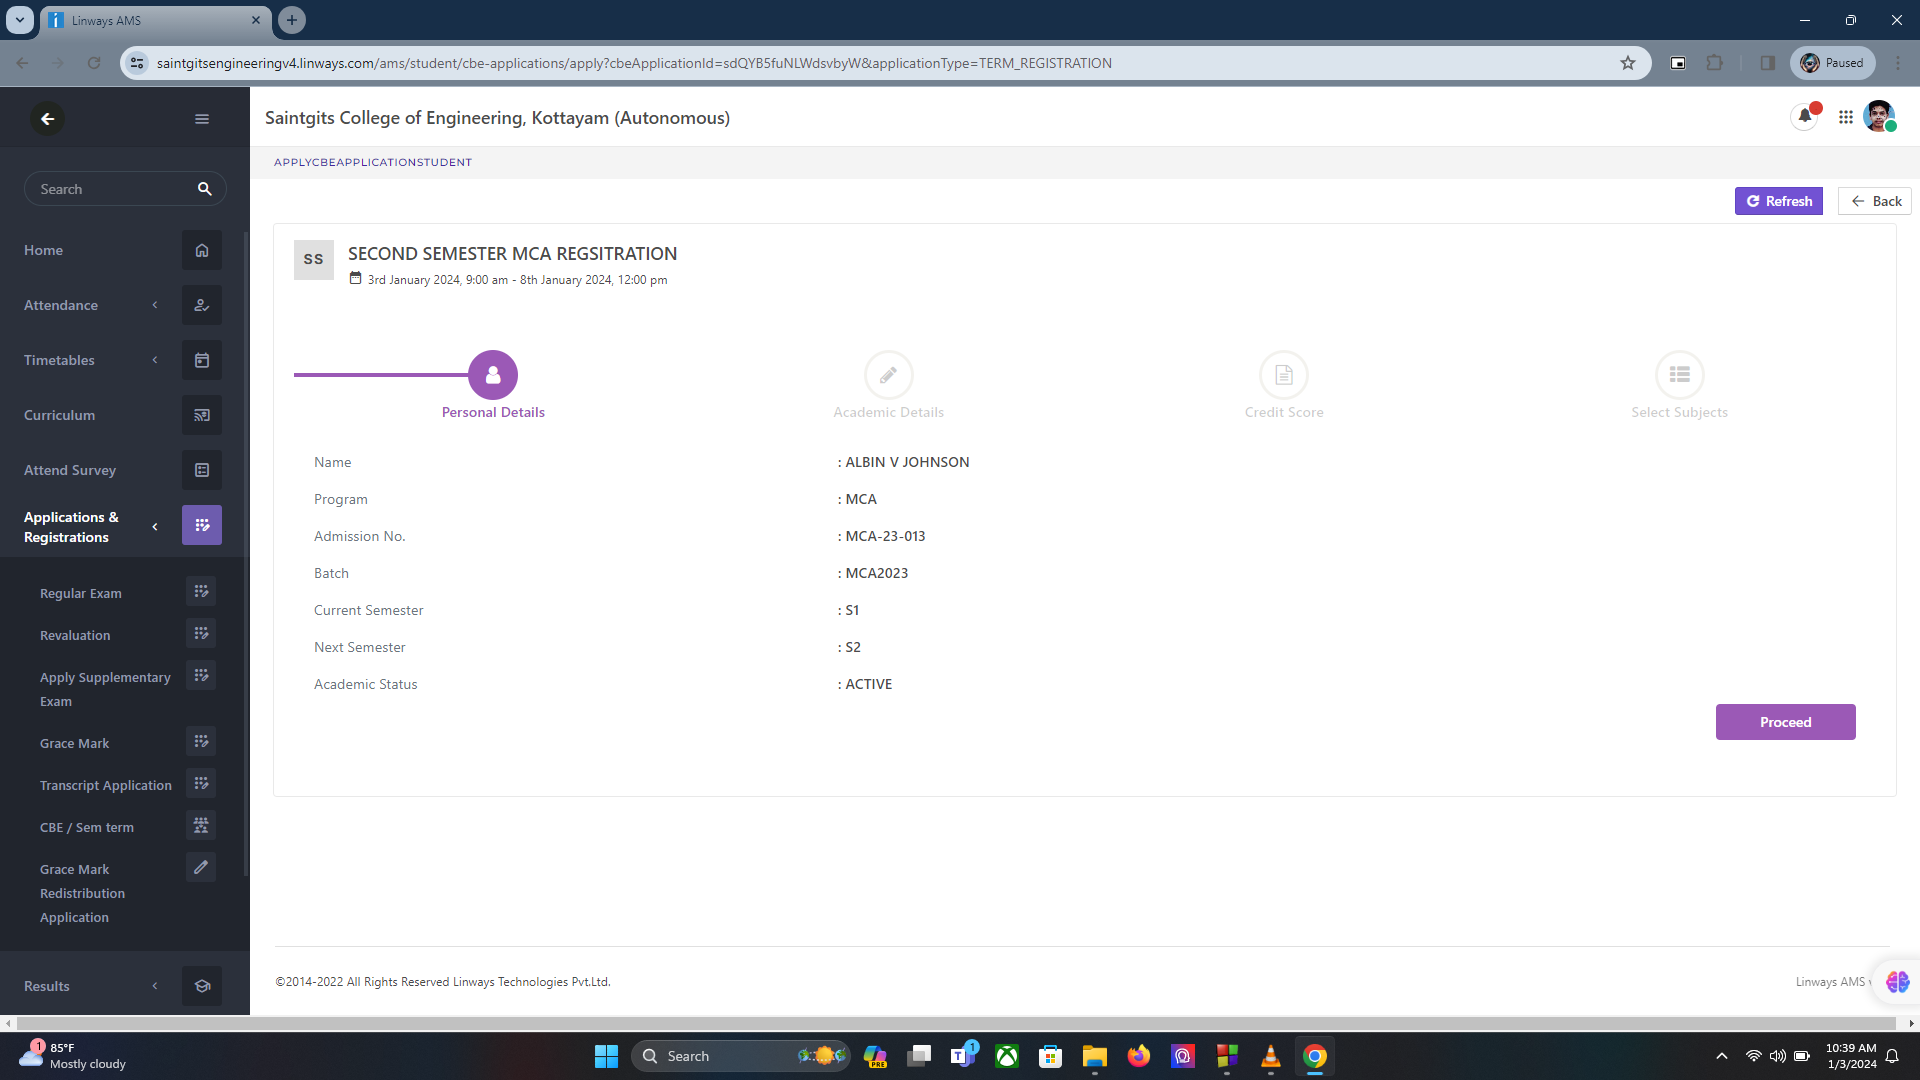 Linways AMS
saintgitsengineeringv4.linways.com/ams/student/cbe-applications/apply?cbeApplicationId=sdQYB5fuNLWdsvbyW&applicationType=TERM_REGISTRATION
Paused
Saintgits College of Engineering, Kottayam (Autonomous)
APPLYCBEAPPLICATIONSTUDENT
Refresh
Back
Search
Home
Attendance
Timetables
Curriculum
Attend Survey
Applications &
Registrations
Regular Exam
Revaluation
Apply Supplementary
Exam
Grace Mark
Transcript Application
CBE / Sem term
Grace Mark
Redistribution
Application
Results
SS
SECOND SEMESTER MCA REGSITRATION
3rd January 2024, 9:00 am - 8th January 2024, 12:00 pm
Personal Details
Academic Details
Credit Score
Select Subjects
Name : ALBIN V JOHNSON
Program : MCA
Admission No. : MCA-23-013
Batch : MCA2023
Current Semester : S1
Next Semester : S2
Academic Status : ACTIVE
Proceed
©2014-2022 All Rights Reserved Linways Technologies Pvt.Ltd.
Linways AMS
1
85°F
Mostly cloudy
Search
PRE
1
10:39 AM
1/3/2024